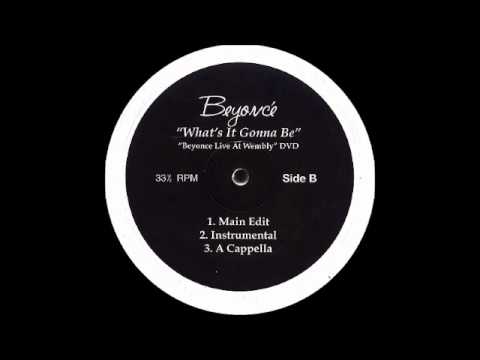 Beyoncé
"What's It Gonna Be"
"Beyonce Live At Wembly" DVD
33⅓ RPM Side B
1. Main Edit
2. Instrumental
3. A Cappella